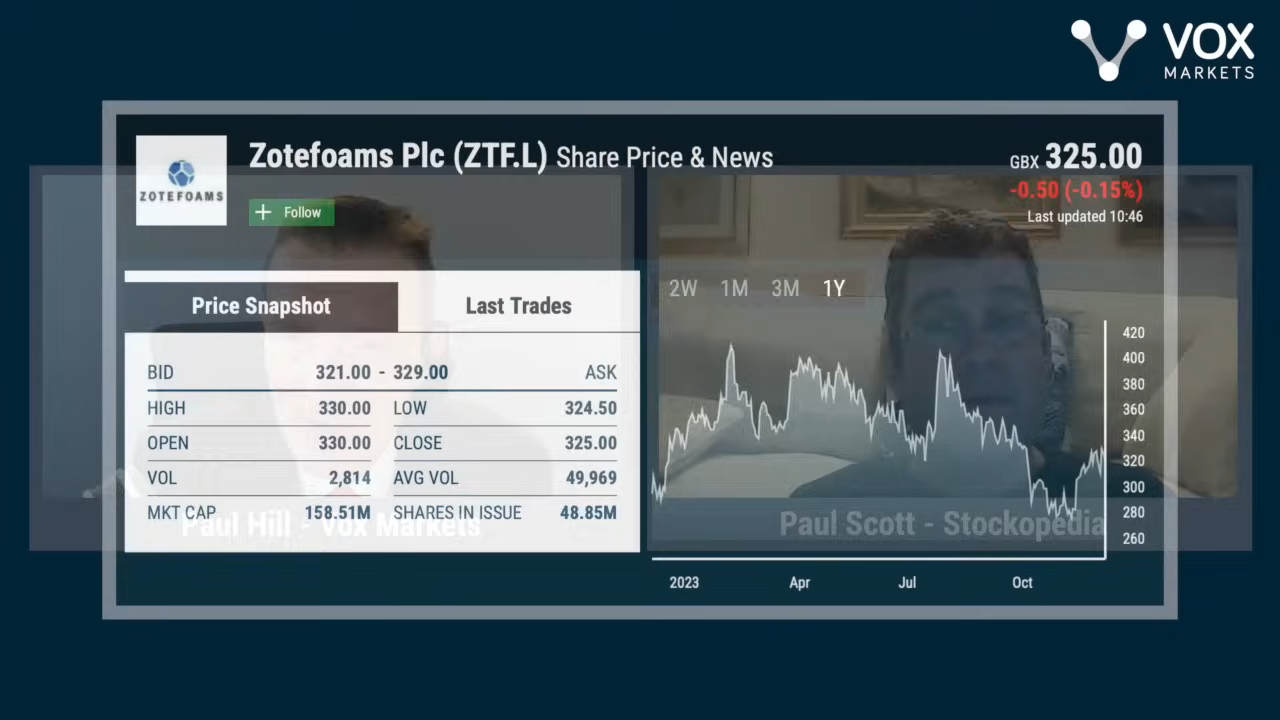 VOX
MARKETS
ZOTEFOAMS
Zotefoams Plc (ZTF.L) Share Price & News
GBX 325.00
-0.50 (-0.15%)
Last updated 10:46
+ Follow
Price Snapshot
Last Trades
BID 321.00 - 329.00 ASK
HIGH 330.00 LOW 324.50
OPEN 330.00 CLOSE 325.00
VOL 2,814 AVG VOL 49,969
MKT CAP 158.51M SHARES IN ISSUE 48.85M
2W 1M 3M 1Y
420
400
380
360
340
320
300
280
260
2023 Apr Jul Oct
Paul Hill - Vox Markets
Paul Scott - Stockopedia